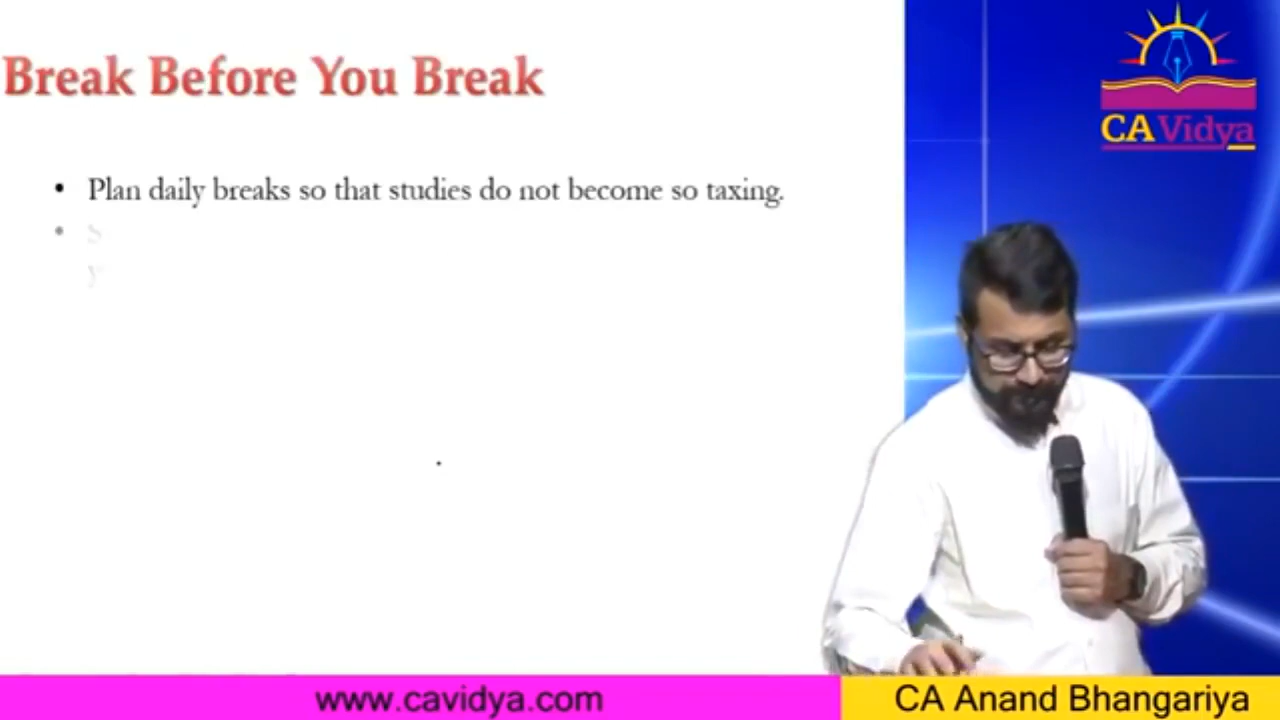 Break Before You Break
CA Vidya
• Plan daily breaks so that studies do not become so taxing.
www.cavidya.com
CA Anand Bhangariya